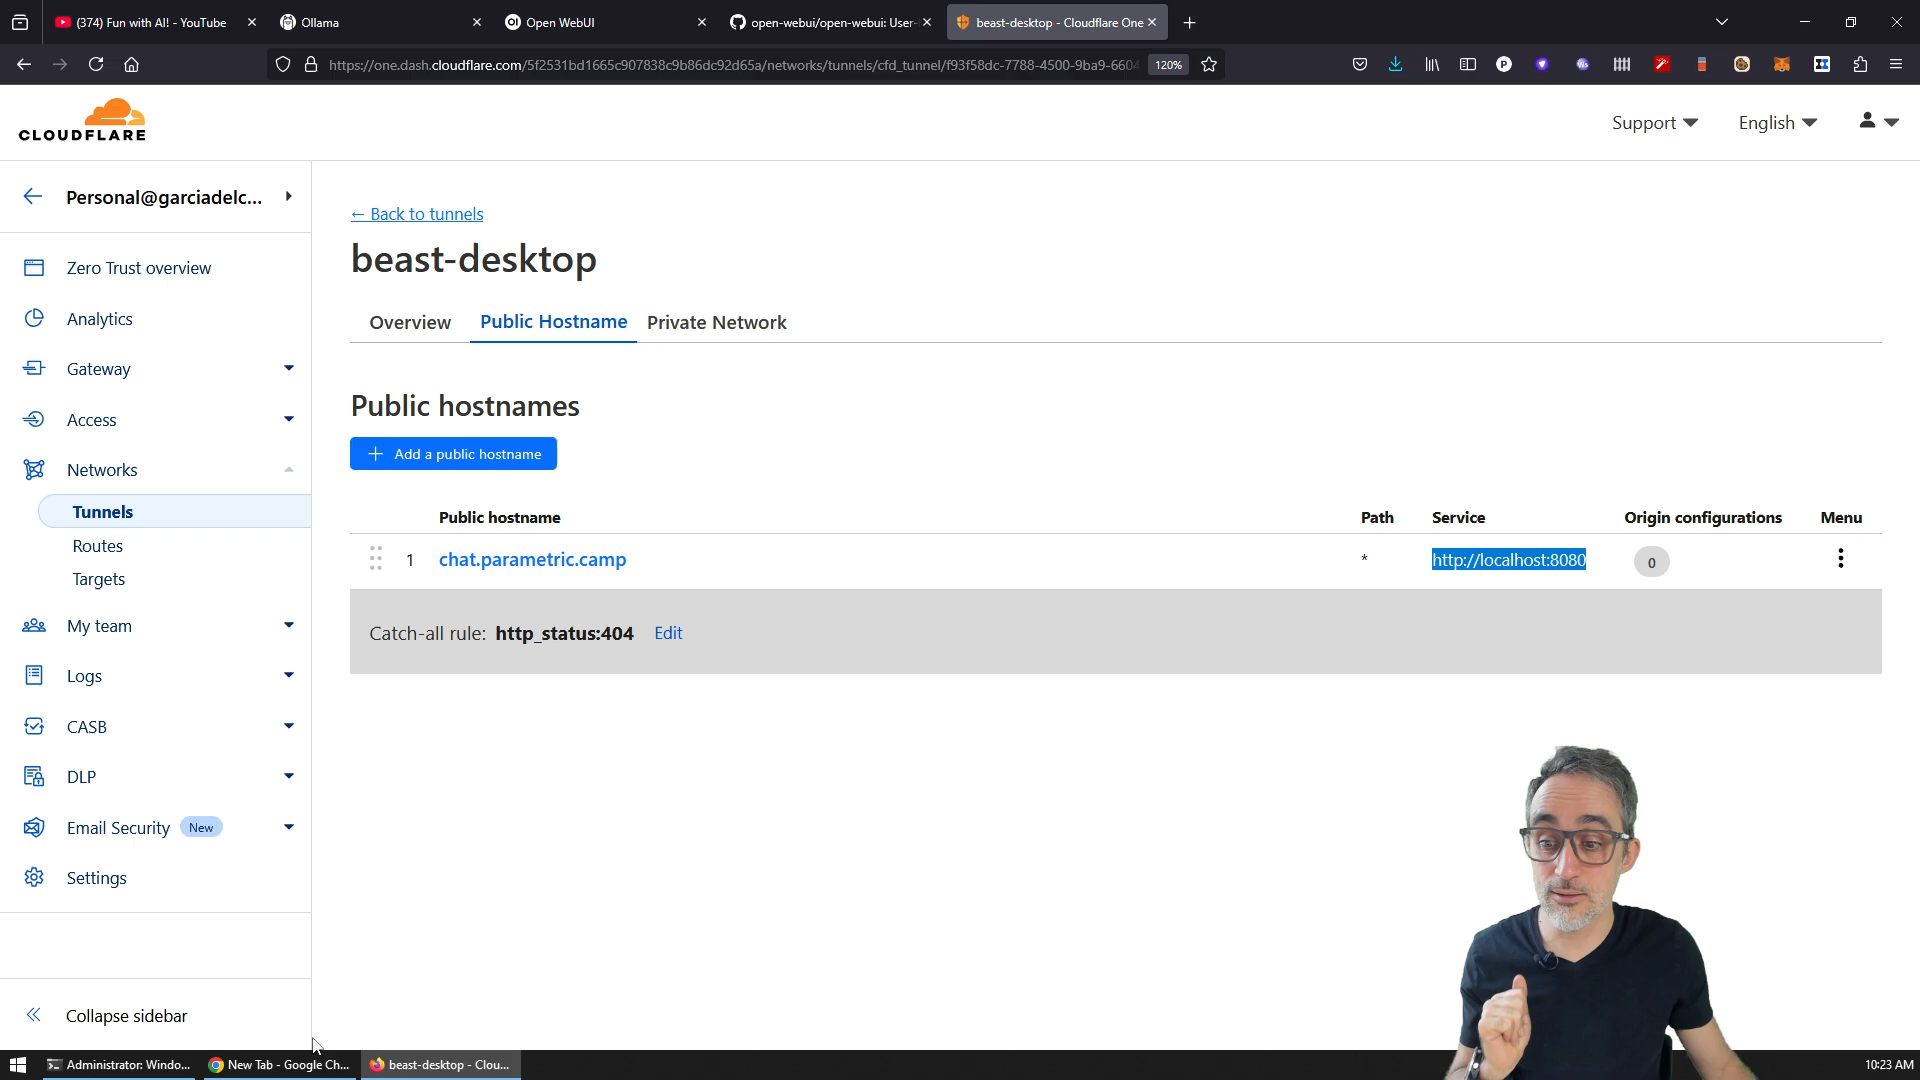 (374) Fun with AI! - YouTube
Ollama
Open WebUI
open-webui/open-webui: User-
beast-desktop - Cloudflare One
https://one.dash.cloudflare.com/5f2531bd1665c907838c9b86dc92d65a/networks/tunnels/cfd_tunnel/f93f58dc-7788-4500-9ba9-6604
120%
CLOUDFLARE
Support
English
Personal@garciadelc...
Zero Trust overview
Analytics
Gateway
Access
Networks
Tunnels
Routes
Targets
My team
Logs
CASB
DLP
Email Security New
Settings
Collapse sidebar
← Back to tunnels
beast-desktop
Overview Public Hostname Private Network
Public hostnames
+ Add a public hostname
Public hostname Path Service Origin configurations Menu
1 chat.parametric.camp * http://localhost:8080 0
Catch-all rule: http_status:404 Edit
Administrator: Windo...
New Tab - Google Ch...
beast-desktop - Clou...
10:23 AM